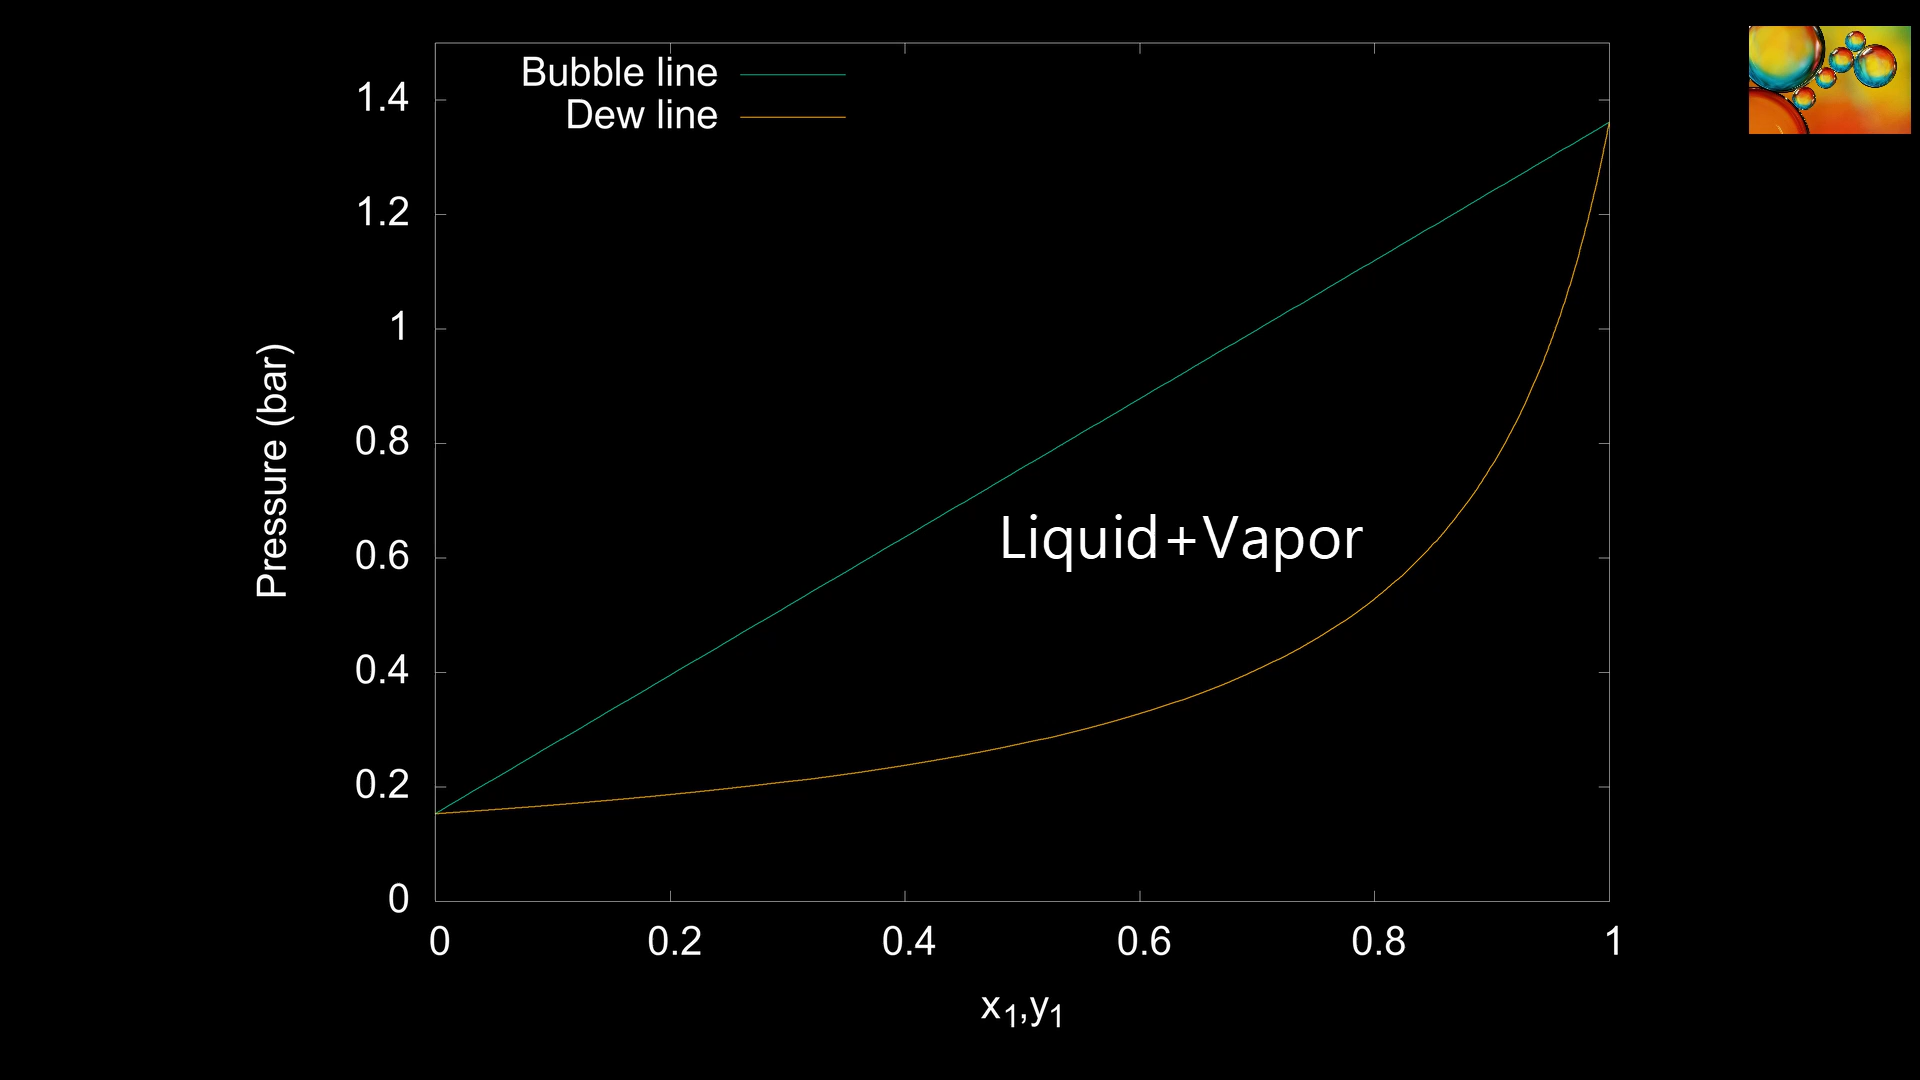 Bubble line
Dew line
1.4
1.2
1
0.8
0.6
0.4
0.2
0
Pressure (bar)
Liquid+Vapor
0 0.2 0.4 0.6 0.8 1
x1,y1